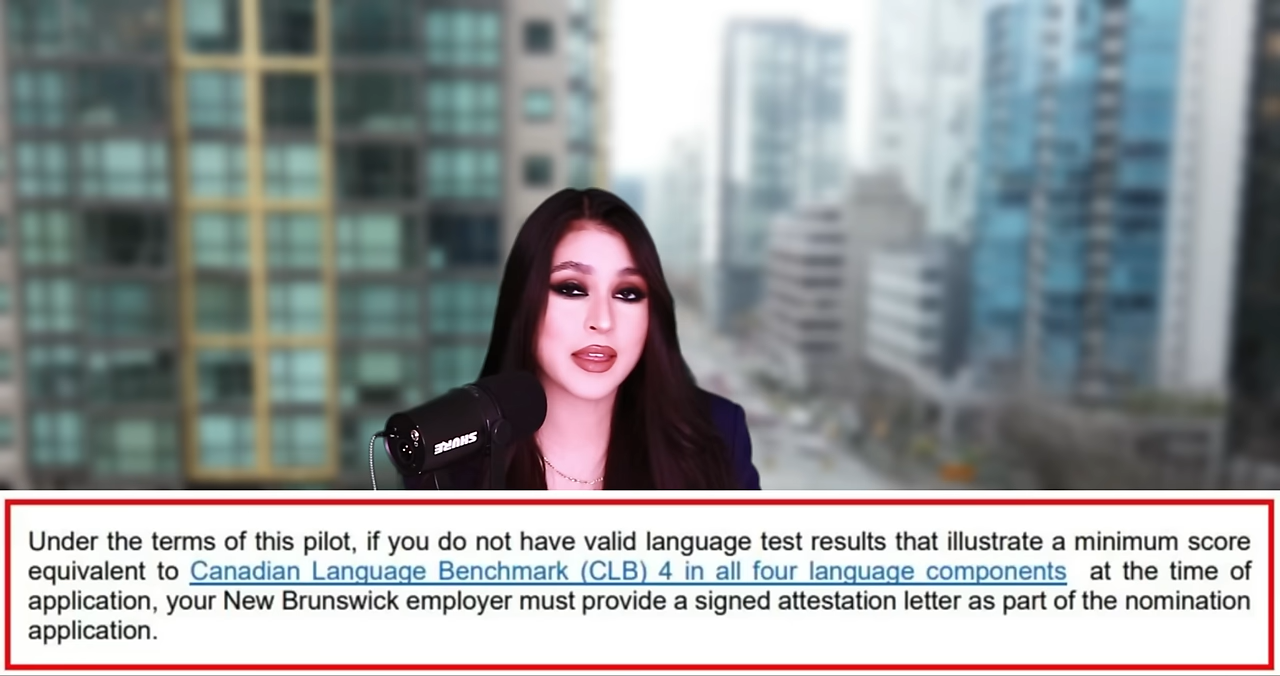 SHURE
Under the terms of this pilot, if you do not have valid language test results that illustrate a minimum score
equivalent to Canadian Language Benchmark (CLB) 4 in all four language components at the time of
application, your New Brunswick employer must provide a signed attestation letter as part of the nomination
application.